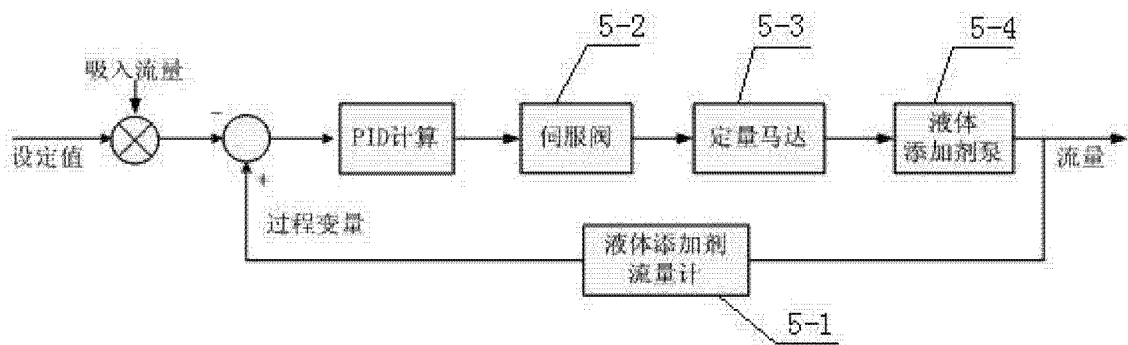 5-2
5-3
5-4
吸入流量
-
PID计算
伺服阀
定量马达
液体
添加剂泵
设定值
流量
+
过程变量
液体添加剂
流量计
5-1